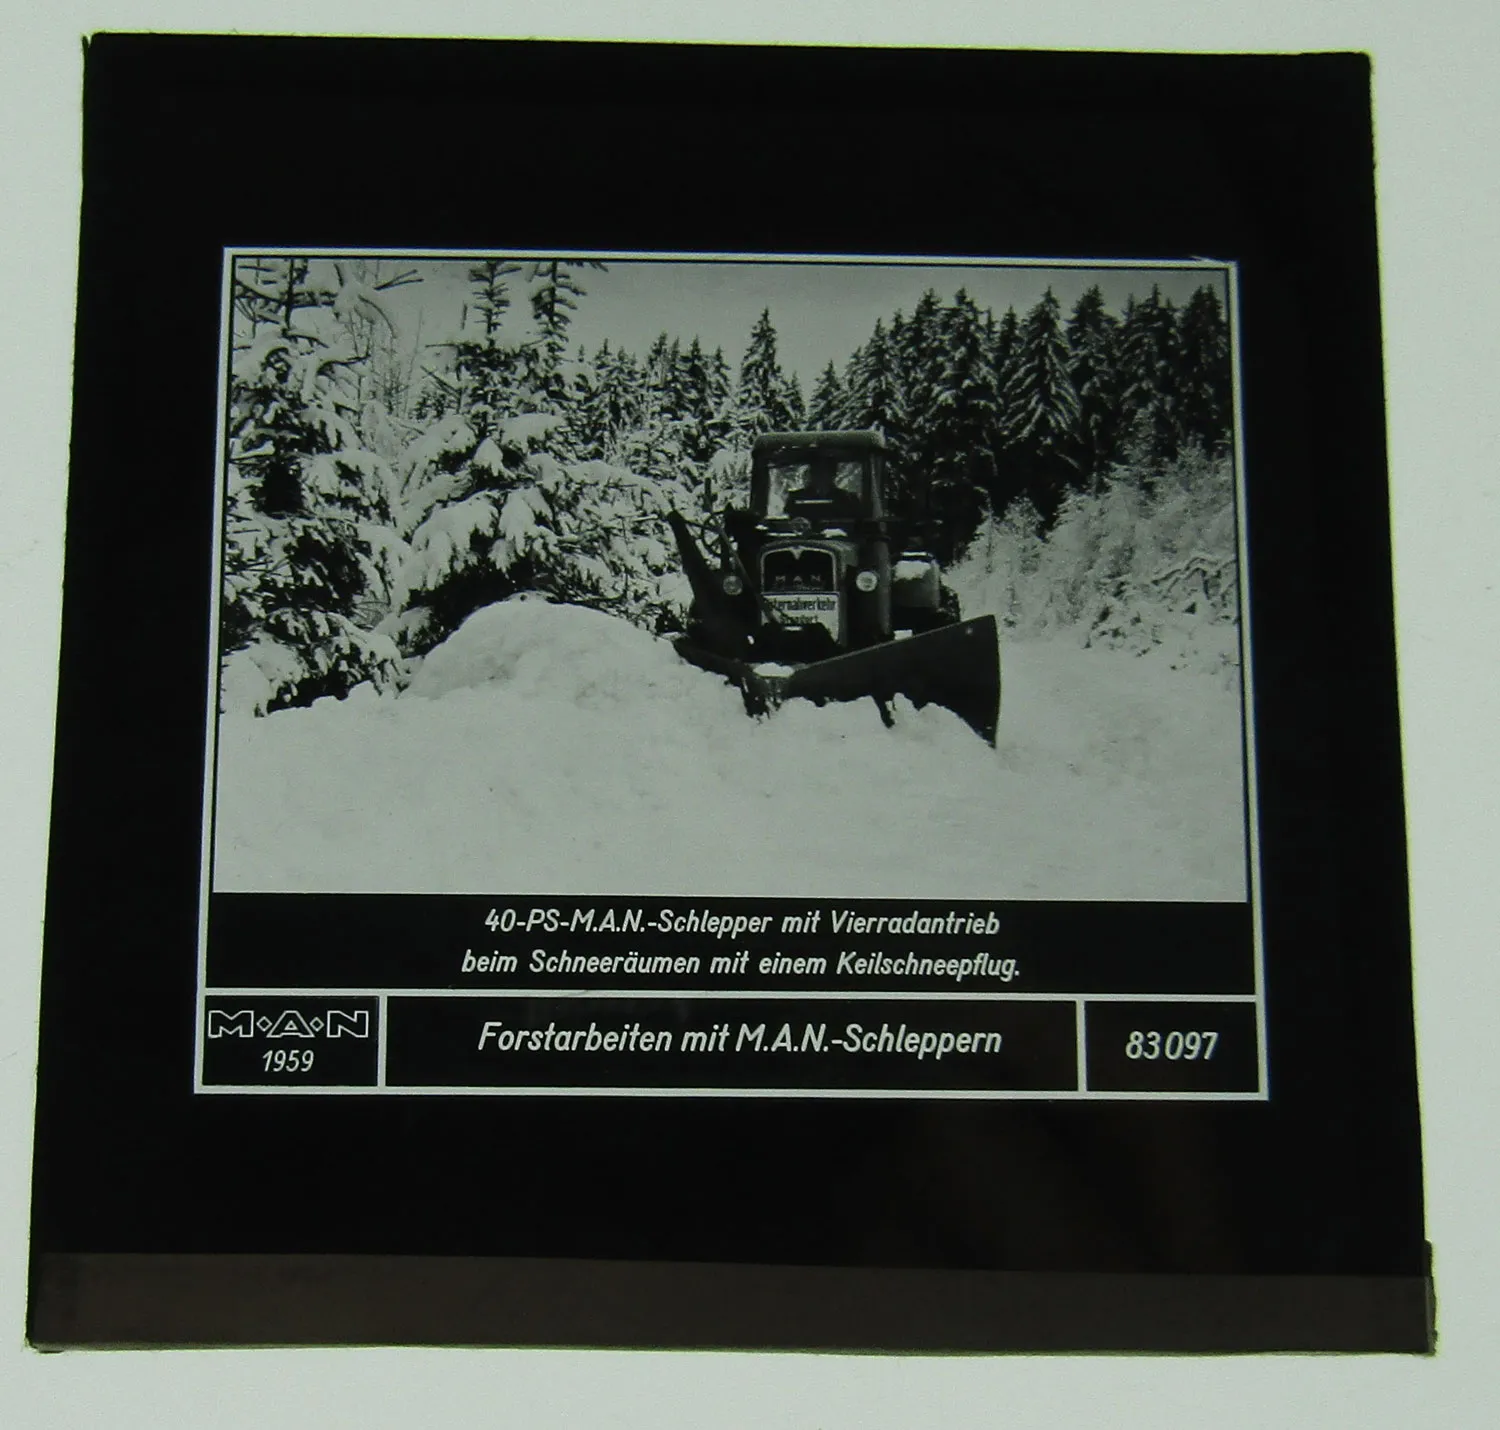 M A N
40-PS-M.A.N.-Schlepper mit Vierradantrieb
beim Schneeräumen mit einem Keilschneepflug.
M·A·N
1959
Forstarbeiten mit M.A.N.-Schleppern
83097